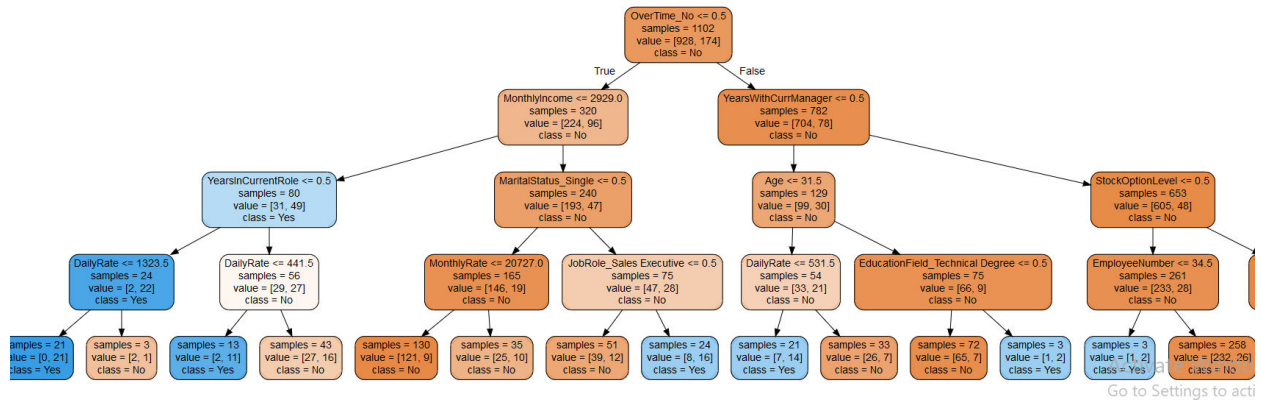 OverTime_No <= 0.5
samples = 1102
value = [928, 174]
class = No
True
False
MonthlyIncome <= 2929.0
samples = 320
value = [224, 96]
class = No
YearsWithCurrManager <= 0.5
samples = 782
value = [704, 78]
class = No
YearsInCurrentRole <= 0.5
samples = 80
value = [31, 49]
class = Yes
MaritalStatus_Single <= 0.5
samples = 240
value = [193, 47]
class = No
Age <= 31.5
samples = 129
value = [99, 30]
class = No
StockOptionLevel <= 0.5
samples = 653
value = [605, 48]
class = No
DailyRate <= 1323.5
samples = 24
value = [2, 22]
class = Yes
DailyRate <= 441.5
samples = 56
value = [29, 27]
class = No
MonthlyRate <= 20727.0
samples = 165
value = [146, 19]
class = No
JobRole_Sales Executive <= 0.5
samples = 75
value = [47, 28]
class = No
DailyRate <= 531.5
samples = 54
value = [33, 21]
class = No
EducationField_Technical Degree <= 0.5
samples = 75
value = [66, 9]
class = No
EmployeeNumber <= 34.5
samples = 261
value = [233, 28]
class = No
amples = 21
lue = [0, 21]
class = Yes
samples = 3
value = [2, 1]
class = No
samples = 13
value = [2, 11]
class = Yes
samples = 43
value = [27, 16]
class = No
samples = 130
value = [121, 9]
class = No
samples = 35
value = [25, 10]
class = No
samples = 51
value = [39, 12]
class = No
samples = 24
value = [8, 16]
class = Yes
samples = 21
value = [7, 14]
class = Yes
samples = 33
value = [26, 7]
class = No
samples = 72
value = [65, 7]
class = No
samples = 3
value = [1, 2]
class = Yes
samples = 3
value = [1, 2]
class = Yes
samples = 258
value = [232, 26]
class = No
Activate
Go to Settings to acti